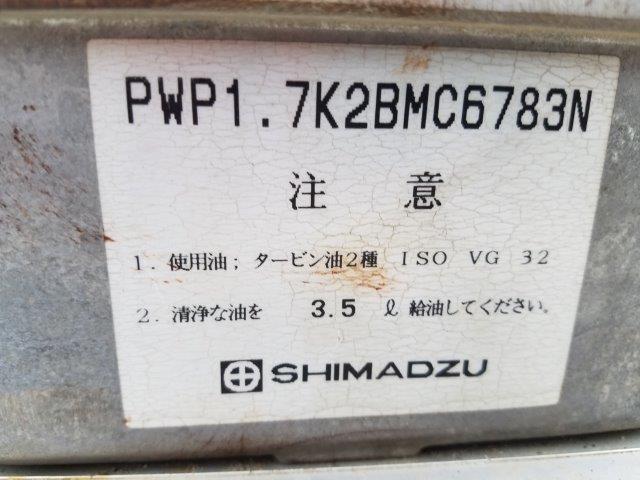 PWP1.7K2BMC6783N
注 意
1. 使用油; タービン油2種 ISO VG 32
2. 清浄な油を 3.5 ℓ 給油してください。
SHIMADZU